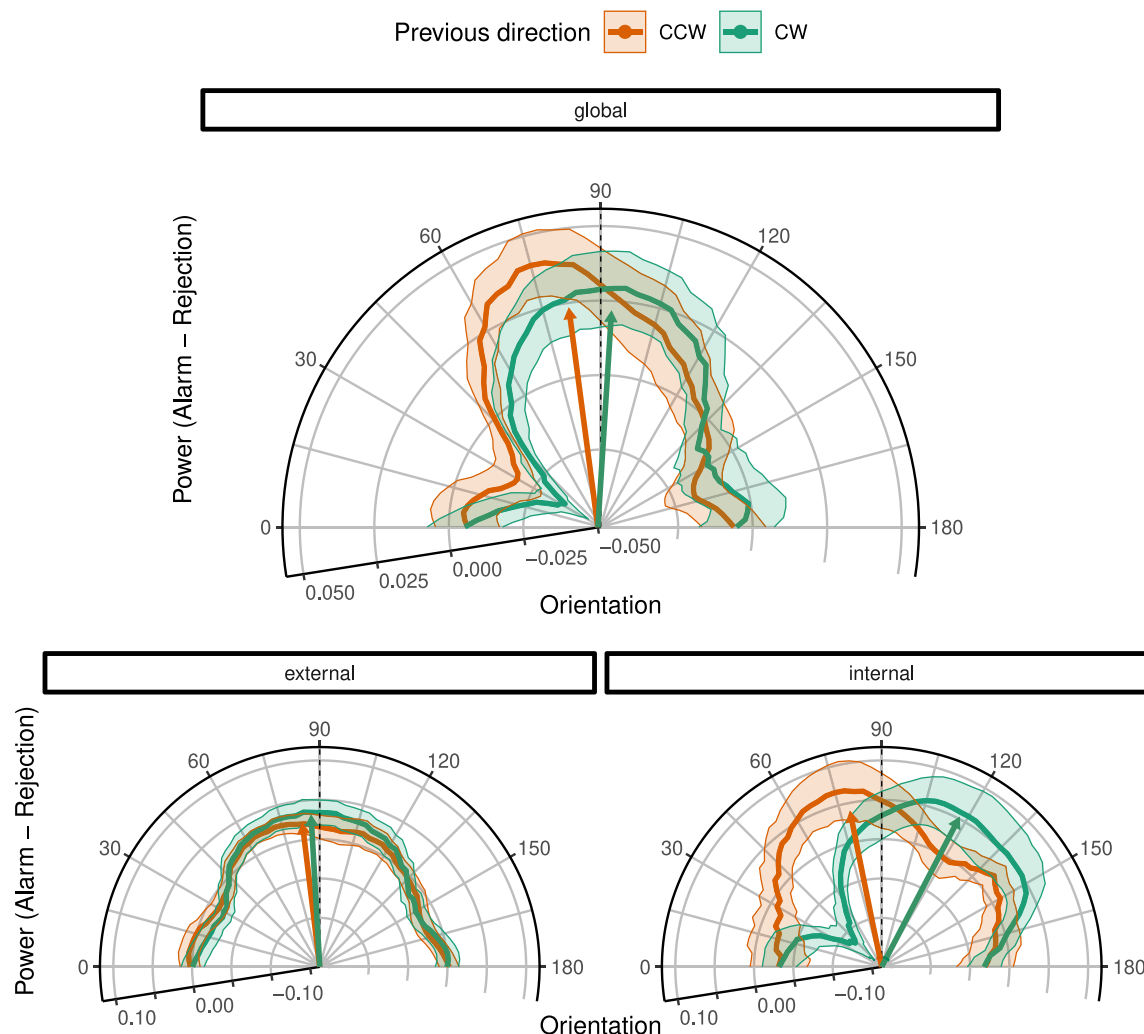 Previous direction CCW CW
global
Power (Alarm − Rejection)
0 30 60 90 120 150 180
0.050 0.025 0.000 −0.025 −0.050
Orientation
external internal
Power (Alarm − Rejection)
0 30 60 90 120 150 180
0 30 60 90 120 150 180
0.10 0.00 −0.10
0.10 0.00 −0.10
Orientation
Orientation